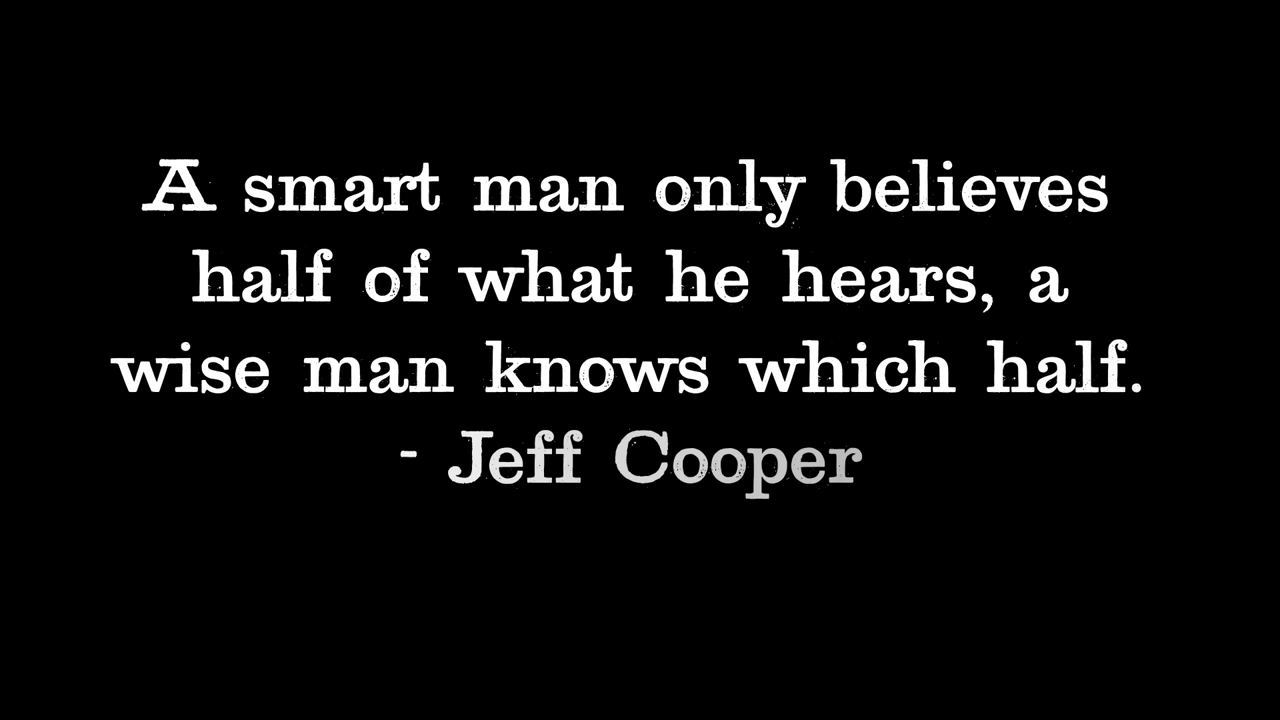 A smart man only believes
half of what he hears, a
wise man knows which half.
- Jeff Cooper